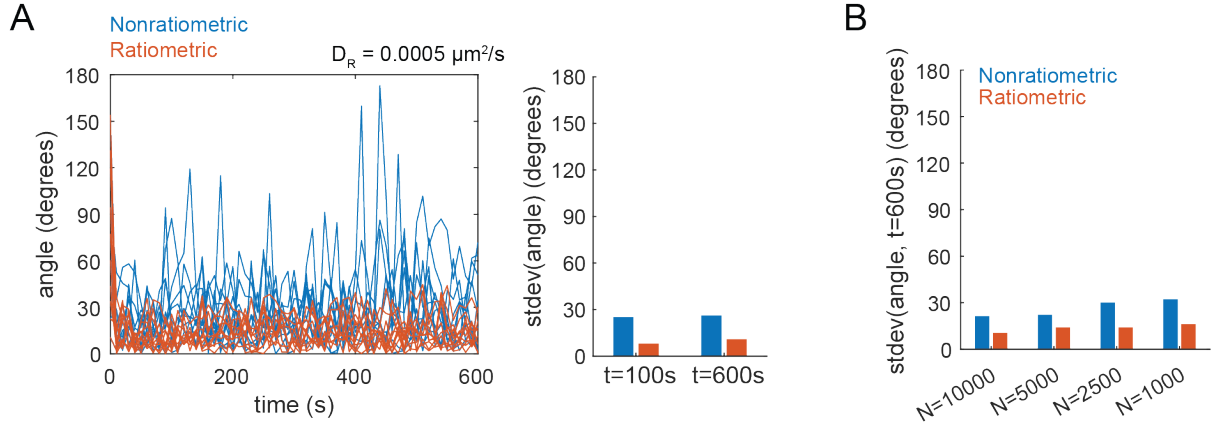 A
Nonratiometric
Ratiometric
D_R = 0.0005 µm²/s
angle (degrees)
180
150
120
90
60
30
0
0
200
400
600
time (s)
stdev(angle) (degrees)
180
150
120
90
60
30
0
t=100s
t=600s
B
Nonratiometric
Ratiometric
stdev(angle, t=600s) (degrees)
180
150
120
90
60
30
0
N=10000
N=5000
N=2500
N=1000